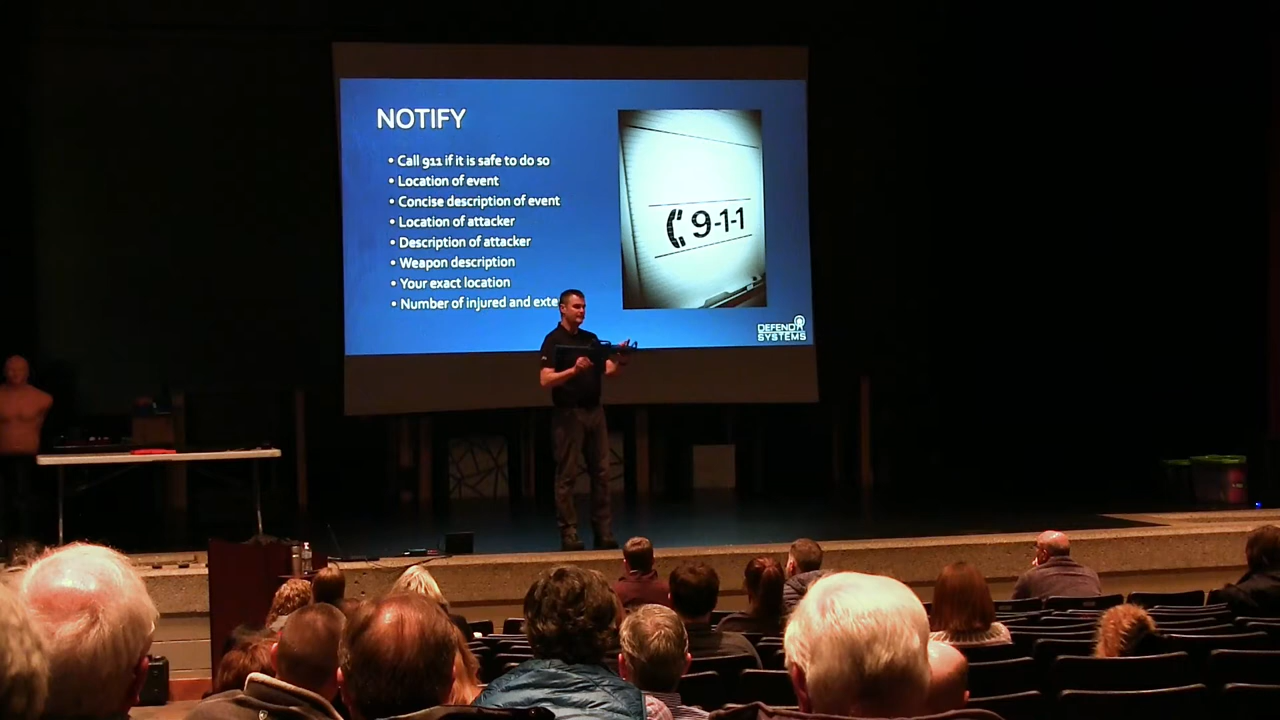 NOTIFY
• Call 911 if it is safe to do so
• Location of event
• Concise description of event
• Location of attacker
• Description of attacker
• Weapon description
• Your exact location
• Number of injured and exte
9-1-1
DEFEND
SYSTEMS